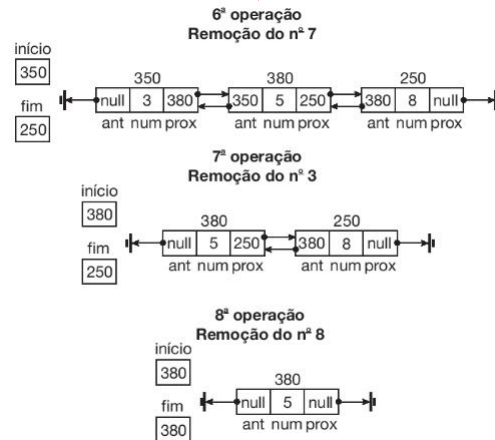 6ª operação
Remoção do nº 7
início
350
fim
250
350 380 250
null 3 380 350 5 250 380 8 null
ant num prox ant num prox ant num prox
7ª operação
Remoção do nº 3
início
380
fim
250
380 250
null 5 250 380 8 null
ant num prox ant num prox
8ª operação
Remoção do nº 8
início
380
fim
380
380
null 5 null
ant num prox